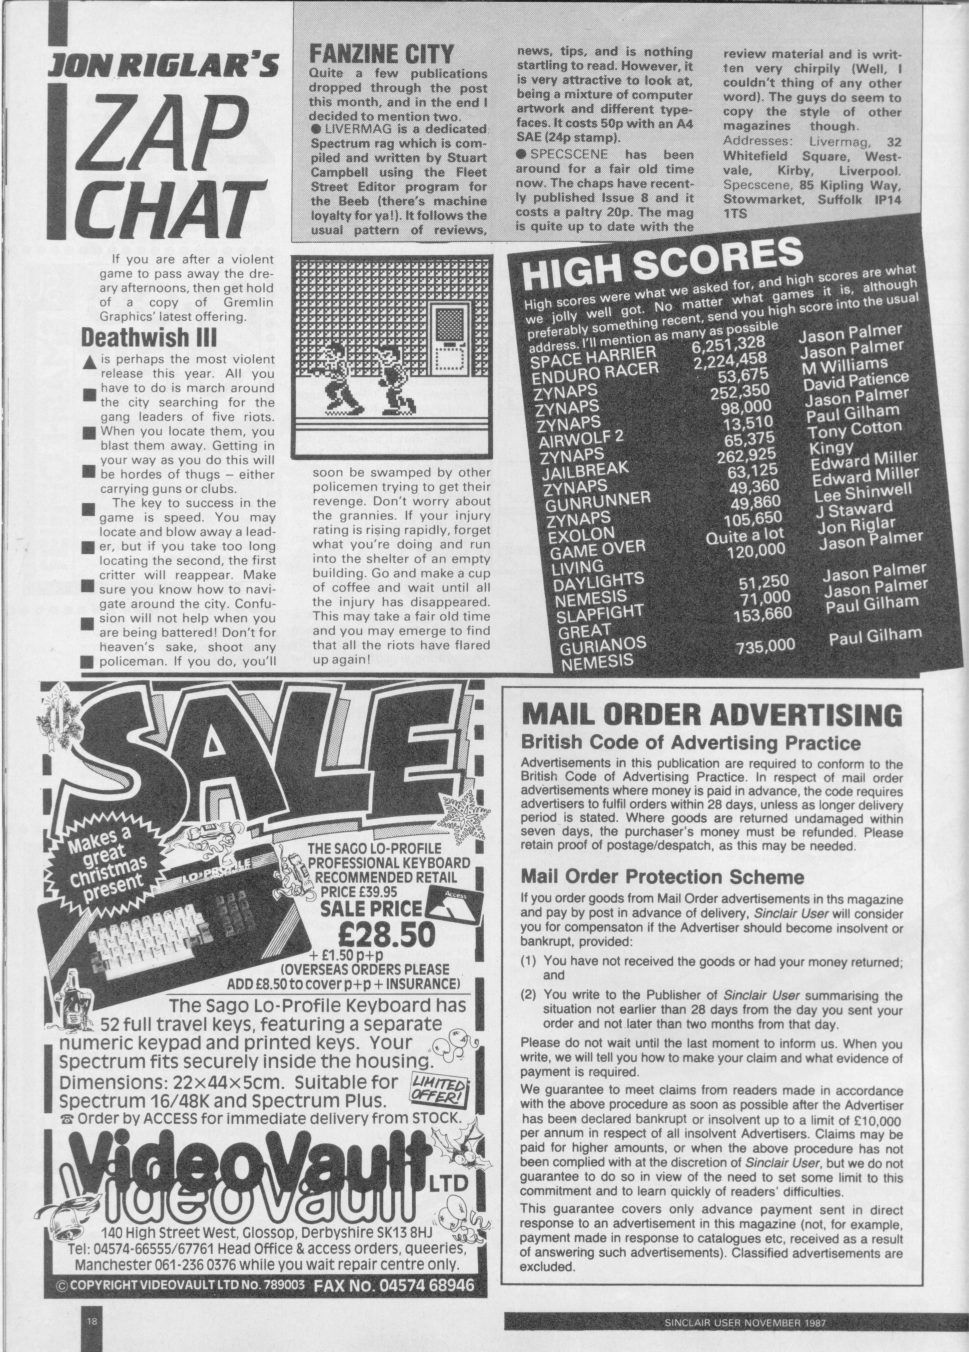 JON RIGLAR'S
ZAP
CHAT
FANZINE CITY
Quite a few publications
dropped through the post
this month, and in the end I
decided to mention two.
● LIVERMAG is a dedicated
Spectrum rag which is com-
piled and written by Stuart
Campbell using the Fleet
Street Editor program for
the Beeb (there's machine
loyalty for ya!). It follows the
usual pattern of reviews,
news, tips, and is nothing
startling to read. However, it
is very attractive to look at,
being a mixture of computer
artwork and different type-
faces. It costs 50p with an A4
SAE (24p stamp).
● SPECSCENE has been
around for a fair old time
now. The chaps have recent-
ly published Issue 8 and it
costs a paltry 20p. The mag
is quite up to date with the
review material and is writ-
ten very chirpily (Well, I
couldn't thing of any other
word). The guys do seem to
copy the style of other
magazines though.
Addresses: Livermag, 32
Whitefield Square, West-
vale, Kirby, Liverpool.
Specscene, 85 Kipling Way,
Stowmarket, Suffolk IP14
1TS
If you are after a violent
game to pass away the dre-
ary afternoons, then get hold
of a copy of Gremlin
Graphics' latest offering.
Deathwish III
is perhaps the most violent
release this year. All you
have to do is march around
the city searching for the
gang leaders of five riots.
When you locate them, you
blast them away. Getting in
your way as you do this will
be hordes of thugs – either
carrying guns or clubs.
The key to success in the
game is speed. You may
locate and blow away a lead-
er, but if you take too long
locating the second, the first
critter will reappear. Make
sure you know how to navi-
gate around the city. Confu-
sion will not help when you
are being battered! Don't for
heaven's sake, shoot any
policeman. If you do, you'll
soon be swamped by other
policemen trying to get their
revenge. Don't worry about
the grannies. If your injury
rating is rising rapidly, forget
what you're doing and run
into the shelter of an empty
building. Go and make a cup
of coffee and wait until all
the injury has disappeared.
This may take a fair old time
and you may emerge to find
that all the riots have flared
up again!
HIGH SCORES
High scores were what we asked for, and high scores are what
we jolly well got. No matter what games it is, although
preferably something recent, send you high score into the usual
address. I'll mention as many as possible
SPACE HARRIER 6,251,328 Jason Palmer
ENDURO RACER 2,224,458 Jason Palmer
ZYNAPS 53,675 M Williams
ZYNAPS 252,350 David Patience
ZYNAPS 98,000 Jason Palmer
AIRWOLF 2 13,510 Paul Gilham
ZYNAPS 65,375 Tony Cotton
JAILBREAK 262,925 Kingy
ZYNAPS 63,125 Edward Miller
GUNRUNNER 49,360 Edward Miller
ZYNAPS 49,860 Lee Shinwell
EXOLON 105,650 J Staward
GAME OVER Quite a lot Jon Riglar
LIVING 120,000 Jason Palmer
DAYLIGHTS
NEMESIS 51,250 Jason Palmer
SLAPFIGHT 71,000 Jason Palmer
GREAT 153,660 Paul Gilham
GURIANOS
NEMESIS 735,000 Paul Gilham
SALE
Makes a
great
Christmas
present
LO-PROFILE
THE SAGO LO-PROFILE
PROFESSIONAL KEYBOARD
RECOMMENDED RETAIL
PRICE £39.95
SALE PRICE
Access
£28.50
+ £1.50 p+p
(OVERSEAS ORDERS PLEASE
ADD £8.50 to cover p+p + INSURANCE)
The Sago Lo-Profile Keyboard has
52 full travel keys, featuring a separate
numeric keypad and printed keys. Your
Spectrum fits securely inside the housing.
Dimensions: 22×44×5cm. Suitable for
Spectrum 16/48K and Spectrum Plus.
LIMITED
OFFER!
☎ Order by ACCESS for immediate delivery from STOCK.
VideoVault LTD
140 High Street West, Glossop, Derbyshire SK13 8HJ
Tel: 04574-66555/67761 Head Office & access orders, queeries,
Manchester 061-236 0376 while you wait repair centre only.
© COPYRIGHT VIDEOVAULT LTD No. 789003 FAX No. 04574 68946
MAIL ORDER ADVERTISING
British Code of Advertising Practice
Advertisements in this publication are required to conform to the
British Code of Advertising Practice. In respect of mail order
advertisements where money is paid in advance, the code requires
advertisers to fulfil orders within 28 days, unless as longer delivery
period is stated. Where goods are returned undamaged within
seven days, the purchaser's money must be refunded. Please
retain proof of postage/despatch, as this may be needed.
Mail Order Protection Scheme
If you order goods from Mail Order advertisements in ths magazine
and pay by post in advance of delivery, Sinclair User will consider
you for compensaton if the Advertiser should become insolvent or
bankrupt, provided:
(1) You have not received the goods or had your money returned;
and
(2) You write to the Publisher of Sinclair User summarising the
situation not earlier than 28 days from the day you sent your
order and not later than two months from that day.
Please do not wait until the last moment to inform us. When you
write, we will tell you how to make your claim and what evidence of
payment is required.
We guarantee to meet claims from readers made in accordance
with the above procedure as soon as possible after the Advertiser
has been declared bankrupt or insolvent up to a limit of £10,000
per annum in respect of all insolvent Advertisers. Claims may be
paid for higher amounts, or when the above procedure has not
been complied with at the discretion of Sinclair User, but we do not
guarantee to do so in view of the need to set some limit to this
commitment and to learn quickly of readers' difficulties.
This guarantee covers only advance payment sent in direct
response to an advertisement in this magazine (not, for example,
payment made in response to catalogues etc, received as a result
of answering such advertisements). Classified advertisements are
excluded.
18
SINCLAIR USER NOVEMBER 1987